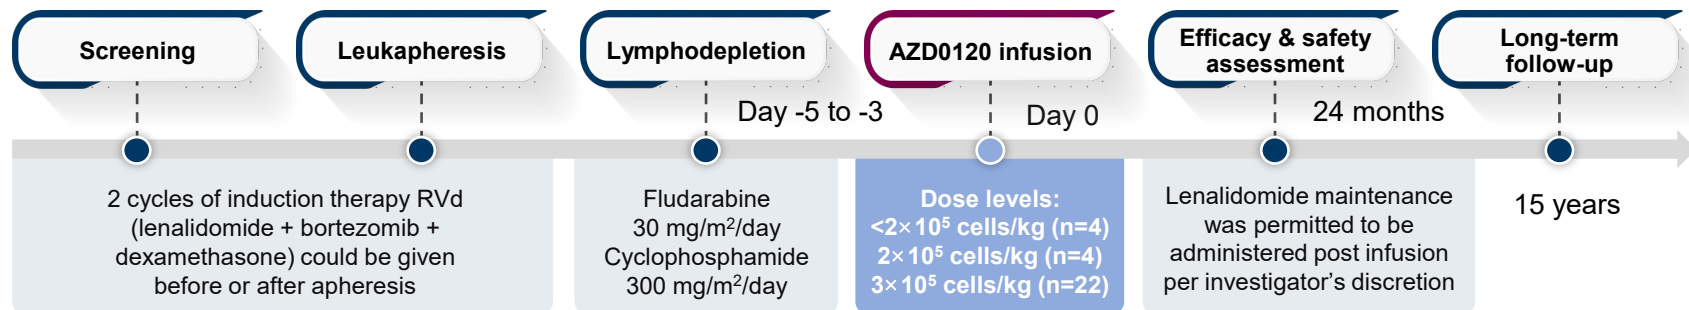 Screening
Leukapheresis
Lymphodepletion
AZD0120 infusion
Efficacy & safety
assessment
Long-term
follow-up
Day -5 to -3
Day 0
24 months
2 cycles of induction therapy RVd
(lenalidomide + bortezomib +
dexamethasone) could be given
before or after apheresis
Fludarabine
30 mg/m²/day
Cyclophosphamide
300 mg/m²/day
Dose levels:
<2×10⁵ cells/kg (n=4)
2×10⁵ cells/kg (n=4)
3×10⁵ cells/kg (n=22)
Lenalidomide maintenance
was permitted to be
administered post infusion
per investigator’s discretion
15 years